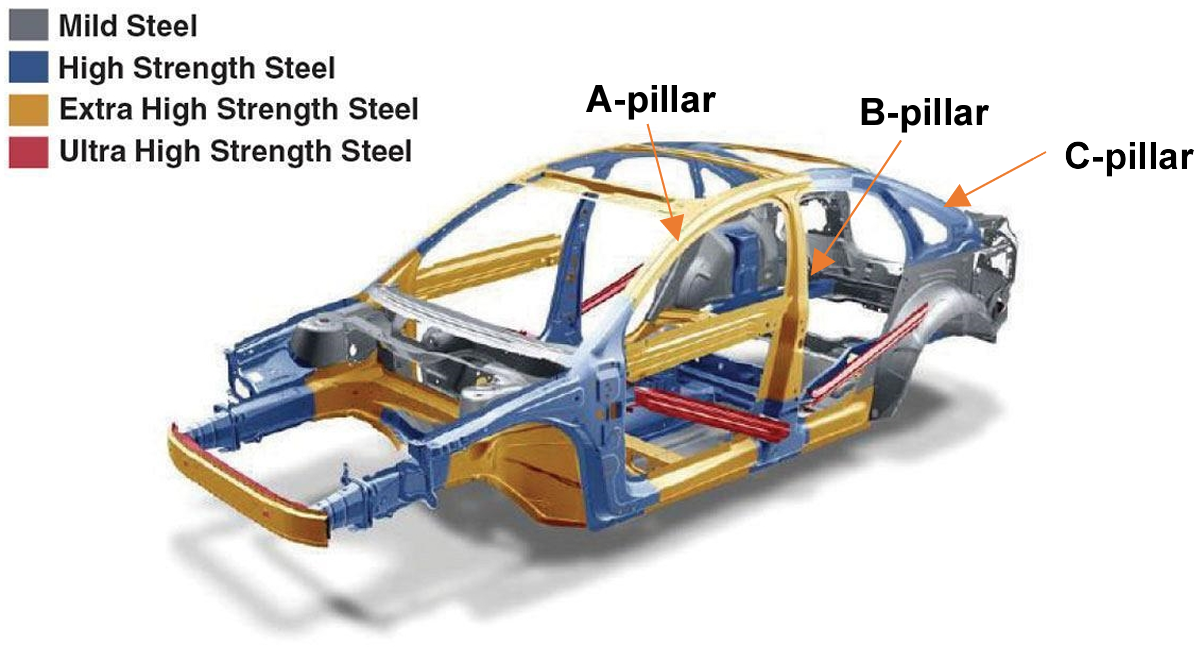 Mild Steel
High Strength Steel
Extra High Strength Steel
Ultra High Strength Steel
A-pillar
B-pillar
C-pillar